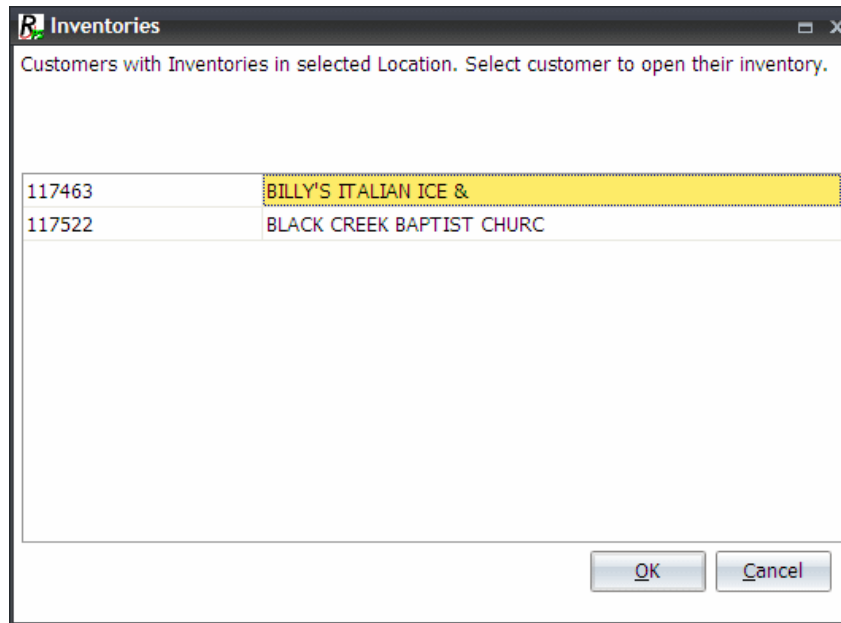 R Inventories
Customers with Inventories in selected Location. Select customer to open their inventory.
117463 BILLY'S ITALIAN ICE &
117522 BLACK CREEK BAPTIST CHURC
OK Cancel